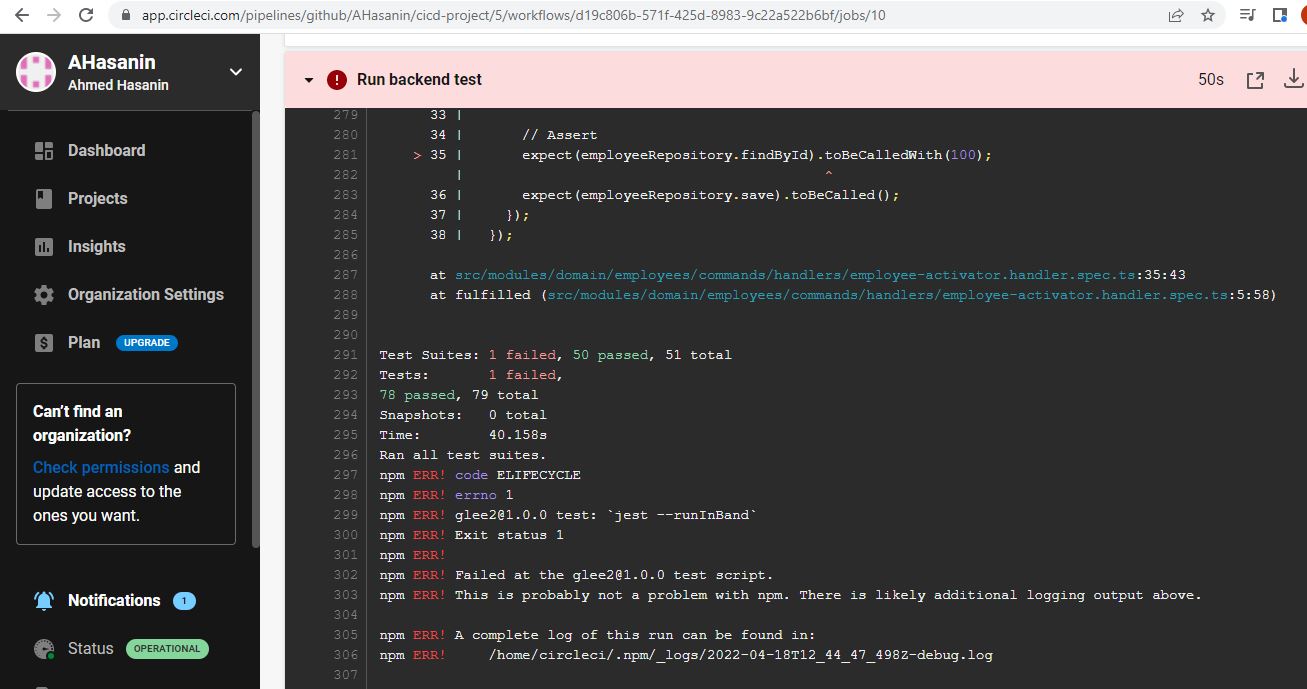 app.circleci.com/pipelines/github/AHasanin/cicd-project/5/workflows/d19c806b-571f-425d-8983-9c22a522b6bf/jobs/10
AHasanin
Ahmed Hasanin
Dashboard
Projects
Insights
Organization Settings
Plan UPGRADE
Can't find an
organization?
Check permissions and
update access to the
ones you want.
Notifications 1
Status OPERATIONAL
! Run backend test 50s
279 33 |
280 34 | // Assert
281 > 35 | expect(employeeRepository.findById).toBeCalledWith(100);
282 | ^
283 36 | expect(employeeRepository.save).toBeCalled();
284 37 | });
285 38 | });
286
287 at src/modules/domain/employees/commands/handlers/employee-activator.handler.spec.ts:35:43
288 at fulfilled (src/modules/domain/employees/commands/handlers/employee-activator.handler.spec.ts:5:58)
289
290
291 Test Suites: 1 failed, 50 passed, 51 total
292 Tests: 1 failed,
293 78 passed, 79 total
294 Snapshots: 0 total
295 Time: 40.158s
296 Ran all test suites.
297 npm ERR! code ELIFECYCLE
298 npm ERR! errno 1
299 npm ERR! glee2@1.0.0 test: `jest --runInBand`
300 npm ERR! Exit status 1
301 npm ERR!
302 npm ERR! Failed at the glee2@1.0.0 test script.
303 npm ERR! This is probably not a problem with npm. There is likely additional logging output above.
304
305 npm ERR! A complete log of this run can be found in:
306 npm ERR! /home/circleci/.npm/_logs/2022-04-18T12_44_47_498Z-debug.log
307